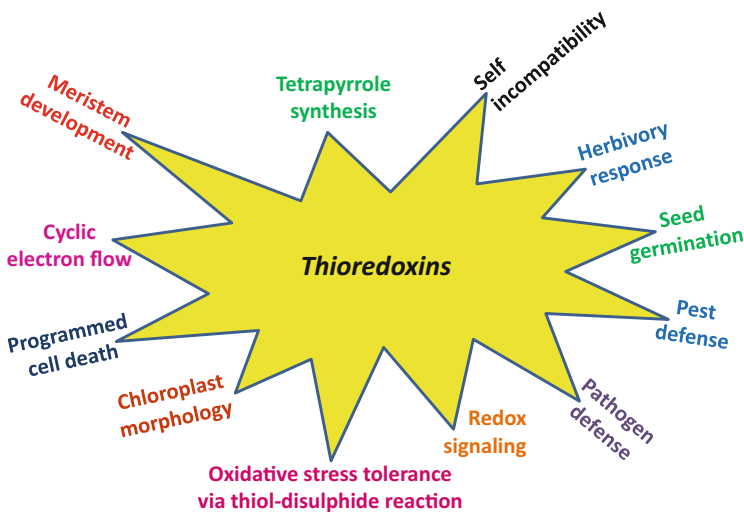 Meristem
development
Tetrapyrrole
synthesis
Self
incompatibility
Herbivory
response
Cyclic
electron flow
Thioredoxins
Seed
germination
Programmed
cell death
Pest
defense
Chloroplast
morphology
Redox
signaling
Pathogen
defense
Oxidative stress tolerance
via thiol-disulphide reaction